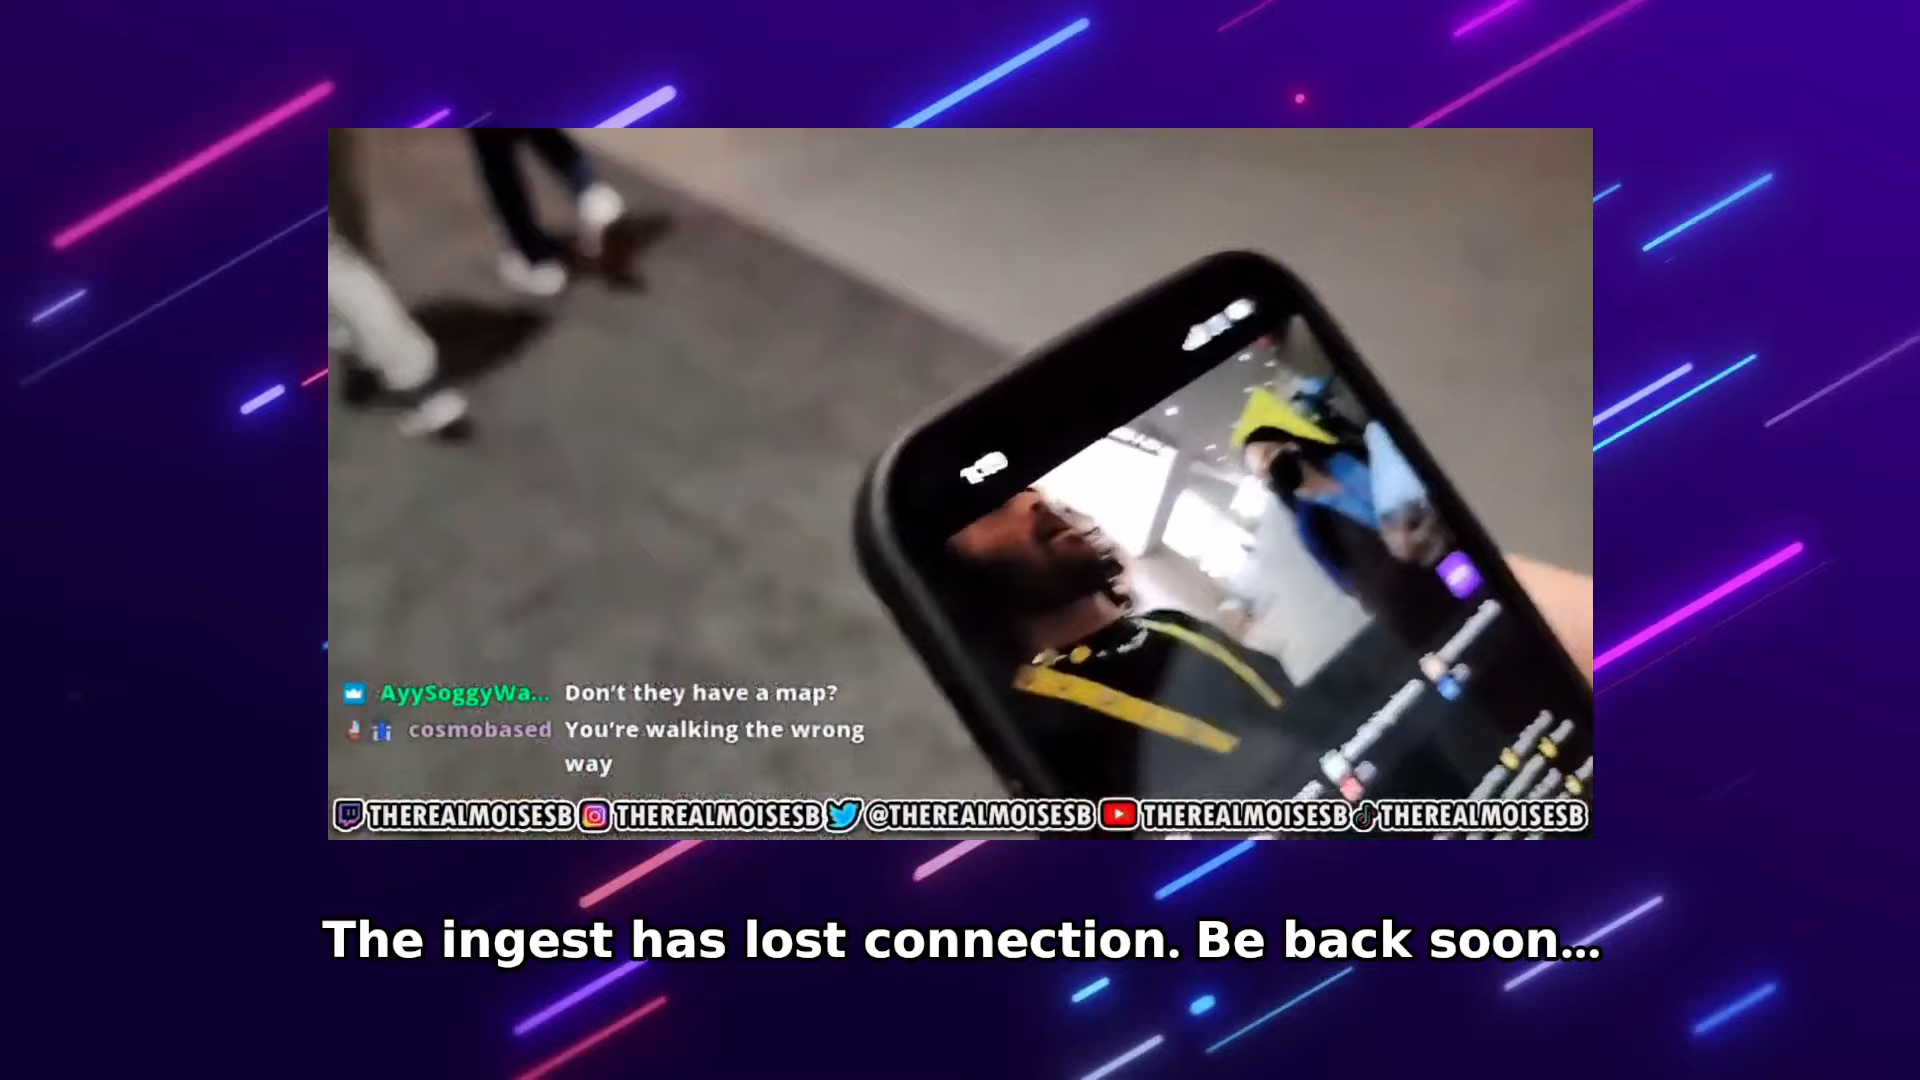 AyySoggyWa... Don't they have a map?
cosmobased You're walking the wrong
way
THEREALMOISESB THEREALMOISESB @THEREALMOISESB THEREALMOISESB THEREALMOISESB
The ingest has lost connection. Be back soon...